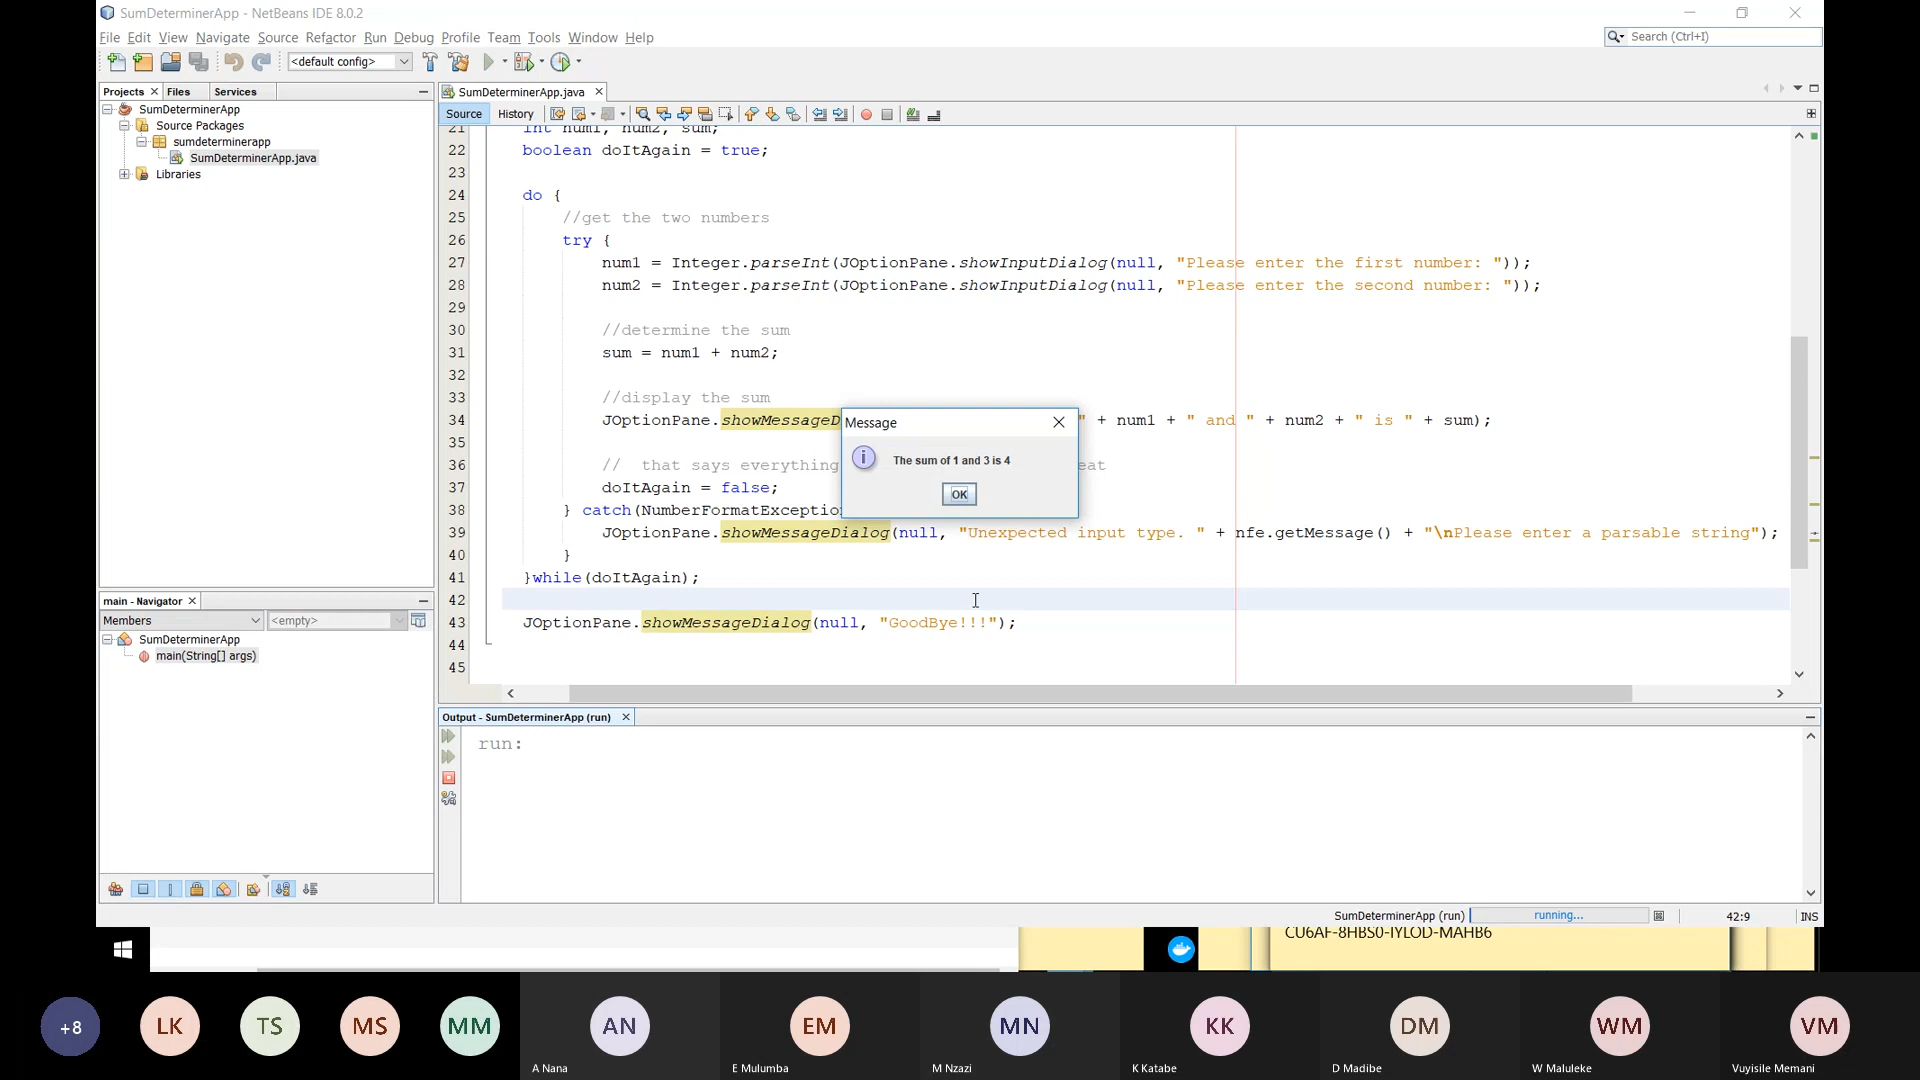 SumDeterminerApp - NetBeans IDE 8.0.2
File Edit View Navigate Source Refactor Run Debug Profile Team Tools Window Help
Search (Ctrl+I)
<default config>
Projects Files Services
SumDeterminerApp
Source Packages
sumdeterminerapp
SumDeterminerApp.java
Libraries
SumDeterminerApp.java
Source History
21 int num1, num2, sum;
22 boolean doItAgain = true;
23
24 do {
25 //get the two numbers
26 try {
27 num1 = Integer.parseInt(JOptionPane.showInputDialog(null, "Please enter the first number: "));
28 num2 = Integer.parseInt(JOptionPane.showInputDialog(null, "Please enter the second number: "));
29
30 //determine the sum
31 sum = num1 + num2;
32
33 //display the sum
34 JOptionPane.showMessageD " + num1 + " and " + num2 + " is " + sum);
35
36 // that says everything eat
37 doItAgain = false;
38 } catch(NumberFormatExceptio
39 JOptionPane.showMessageDialog(null, "Unexpected input type. " + nfe.getMessage() + "\nPlease enter a parsable string");
40 }
41 }while(doItAgain);
42
43 JOptionPane.showMessageDialog(null, "GoodBye!!!");
44
45
Message
The sum of 1 and 3 is 4
OK
main - Navigator
Members <empty>
SumDeterminerApp
main(String[] args)
Output - SumDeterminerApp (run)
run:
SumDeterminerApp (run) running... 42:9 INS
CU6AF-8HBS0-IYLOD-MAHB6
+8 LK TS MS MM AN EM MN KK DM WM VM
A Nana E Mulumba M Nzazi K Katabe D Madibe W Maluleke Vuyisile Memani